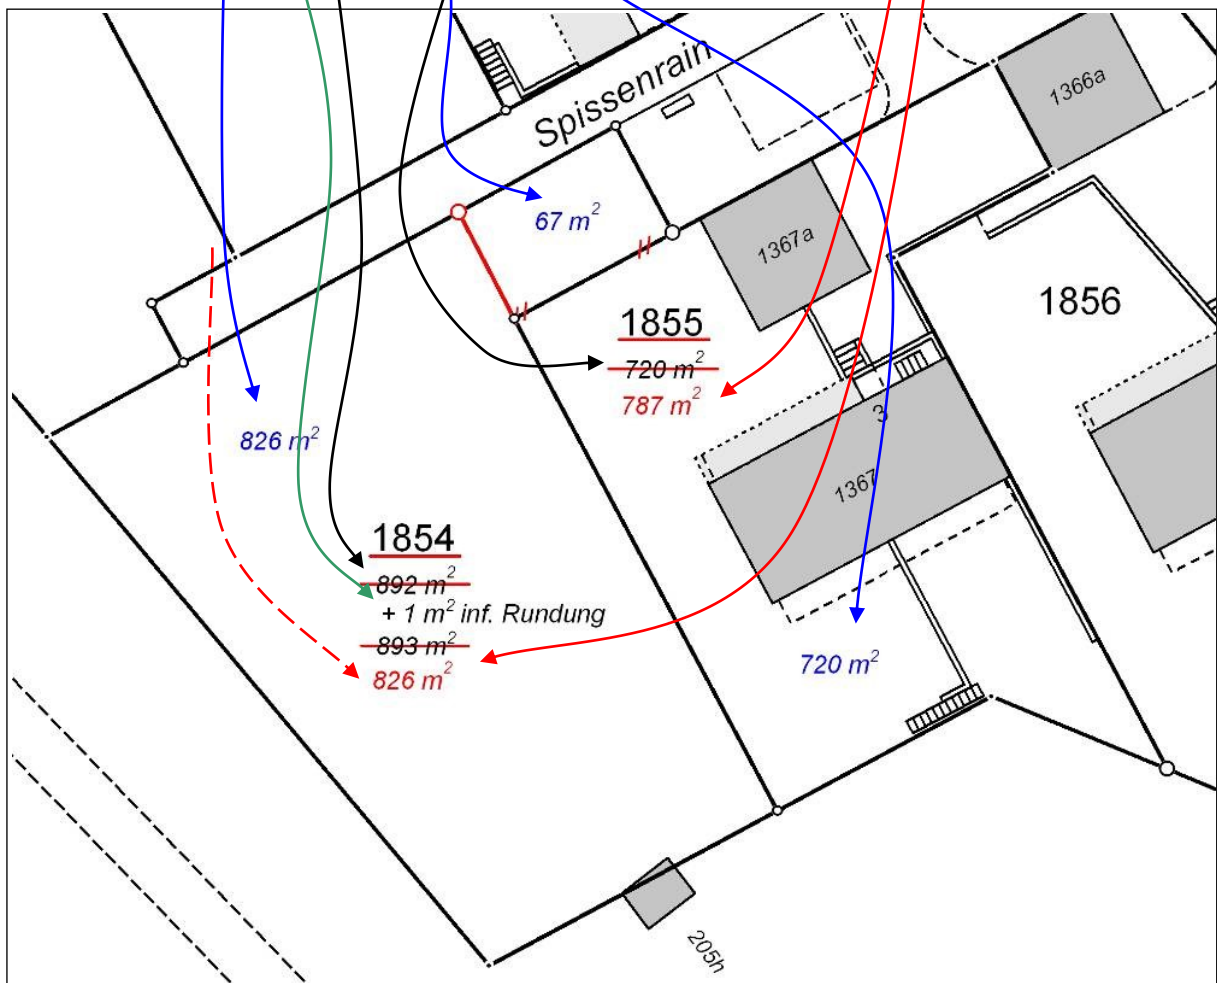 Spissenrain
1366a
67 m²
1367a
1856
1855
720 m²
787 m²
3
826 m²
1367
1854
892 m²
+ 1 m² inf. Rundung
893 m²
826 m²
720 m²
205h